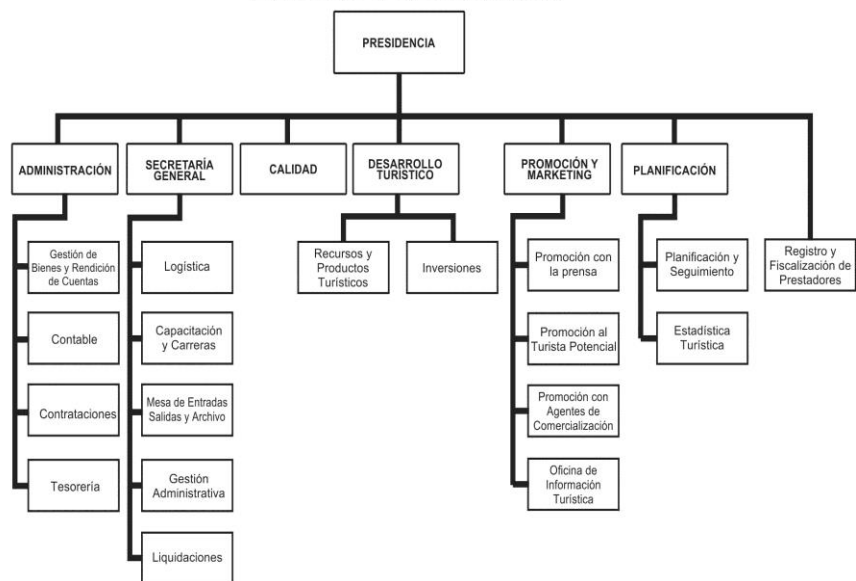 PRESIDENCIA
ADMINISTRACIÓN
SECRETARÍA
GENERAL
CALIDAD
DESARROLLO
TURÍSTICO
PROMOCIÓN Y
MARKETING
PLANIFICACIÓN
Gestión de
Bienes y Rendición
de Cuentas
Contable
Contrataciones
Tesorería
Logística
Capacitación
y Carreras
Mesa de Entradas
Salidas y Archivo
Gestión
Administrativa
Liquidaciones
Recursos y
Productos
Turísticos
Inversiones
Promoción con
la prensa
Promoción al
Turista Potencial
Promoción con
Agentes de
Comercialización
Oficina de
Información
Turística
Planificación y
Seguimiento
Estadística
Turística
Registro y
Fiscalización de
Prestadores